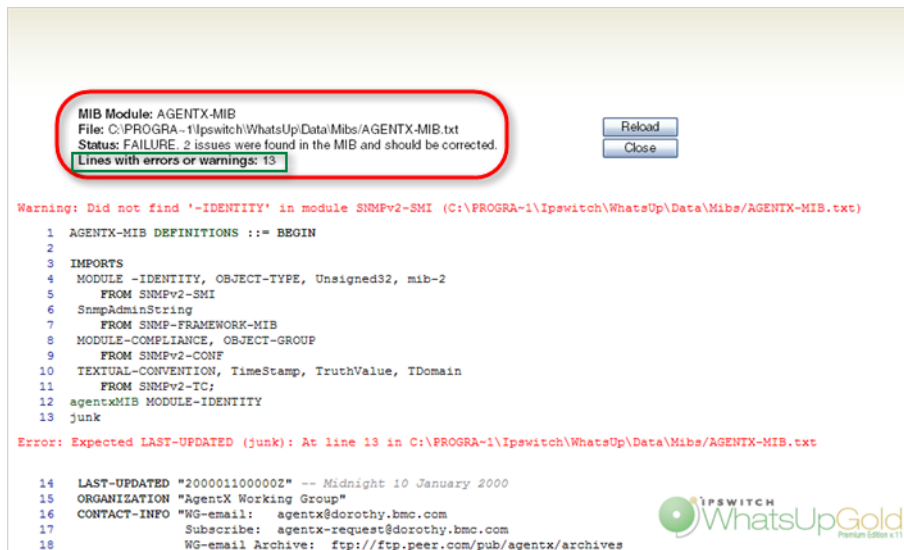 MIB Module: AGENTX-MIB
File: C:\PROGRA~1\Ipswitch\WhatsUp\Data\Mibs/AGENTX-MIB.txt
Status: FAILURE. 2 issues were found in the MIB and should be corrected.
Lines with errors or warnings: 13
Reload
Close
Warning: Did not find '-IDENTITY' in module SNMPv2-SMI (C:\PROGRA~1\Ipswitch\WhatsUp\Data\Mibs/AGENTX-MIB.txt)
1 AGENTX-MIB DEFINITIONS ::= BEGIN
2
3 IMPORTS
4 MODULE -IDENTITY, OBJECT-TYPE, Unsigned32, mib-2
5 FROM SNMPv2-SMI
6 SnmpAdminString
7 FROM SNMP-FRAMEWORK-MIB
8 MODULE-COMPLIANCE, OBJECT-GROUP
9 FROM SNMPv2-CONF
10 TEXTUAL-CONVENTION, TimeStamp, TruthValue, TDomain
11 FROM SNMPv2-TC;
12 agentxMIB MODULE-IDENTITY
13 junk
Error: Expected LAST-UPDATED (junk): At line 13 in C:\PROGRA~1\Ipswitch\WhatsUp\Data\Mibs/AGENTX-MIB.txt
14 LAST-UPDATED "200001100000Z" -- Midnight 10 January 2000
15 ORGANIZATION "AgentX Working Group"
16 CONTACT-INFO "WG-email: agentx@dorothy.bmc.com
17 Subscribe: agentx-request@dorothy.bmc.com
18 WG-email Archive: ftp://ftp.peer.com/pub/agentx/archives
IPSWITCH
WhatsUpGold
Premium Edition v.11